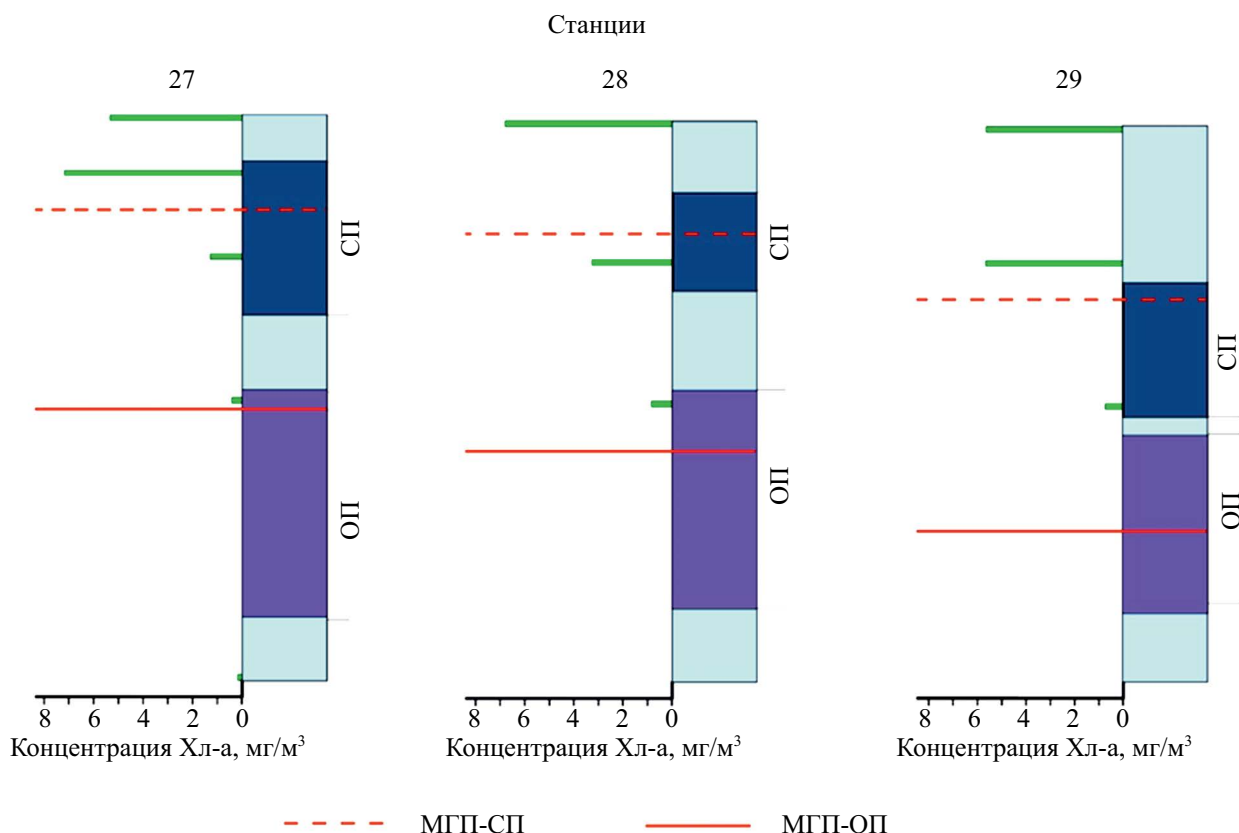 Станции
27
28
29
СП
СП
СП
ОП
ОП
ОП
8 6 4 2 0
8 6 4 2 0
8 6 4 2 0
Концентрация Хл-а, мг/м³
Концентрация Хл-а, мг/м³
Концентрация Хл-а, мг/м³
МГП-СП
МГП-ОП